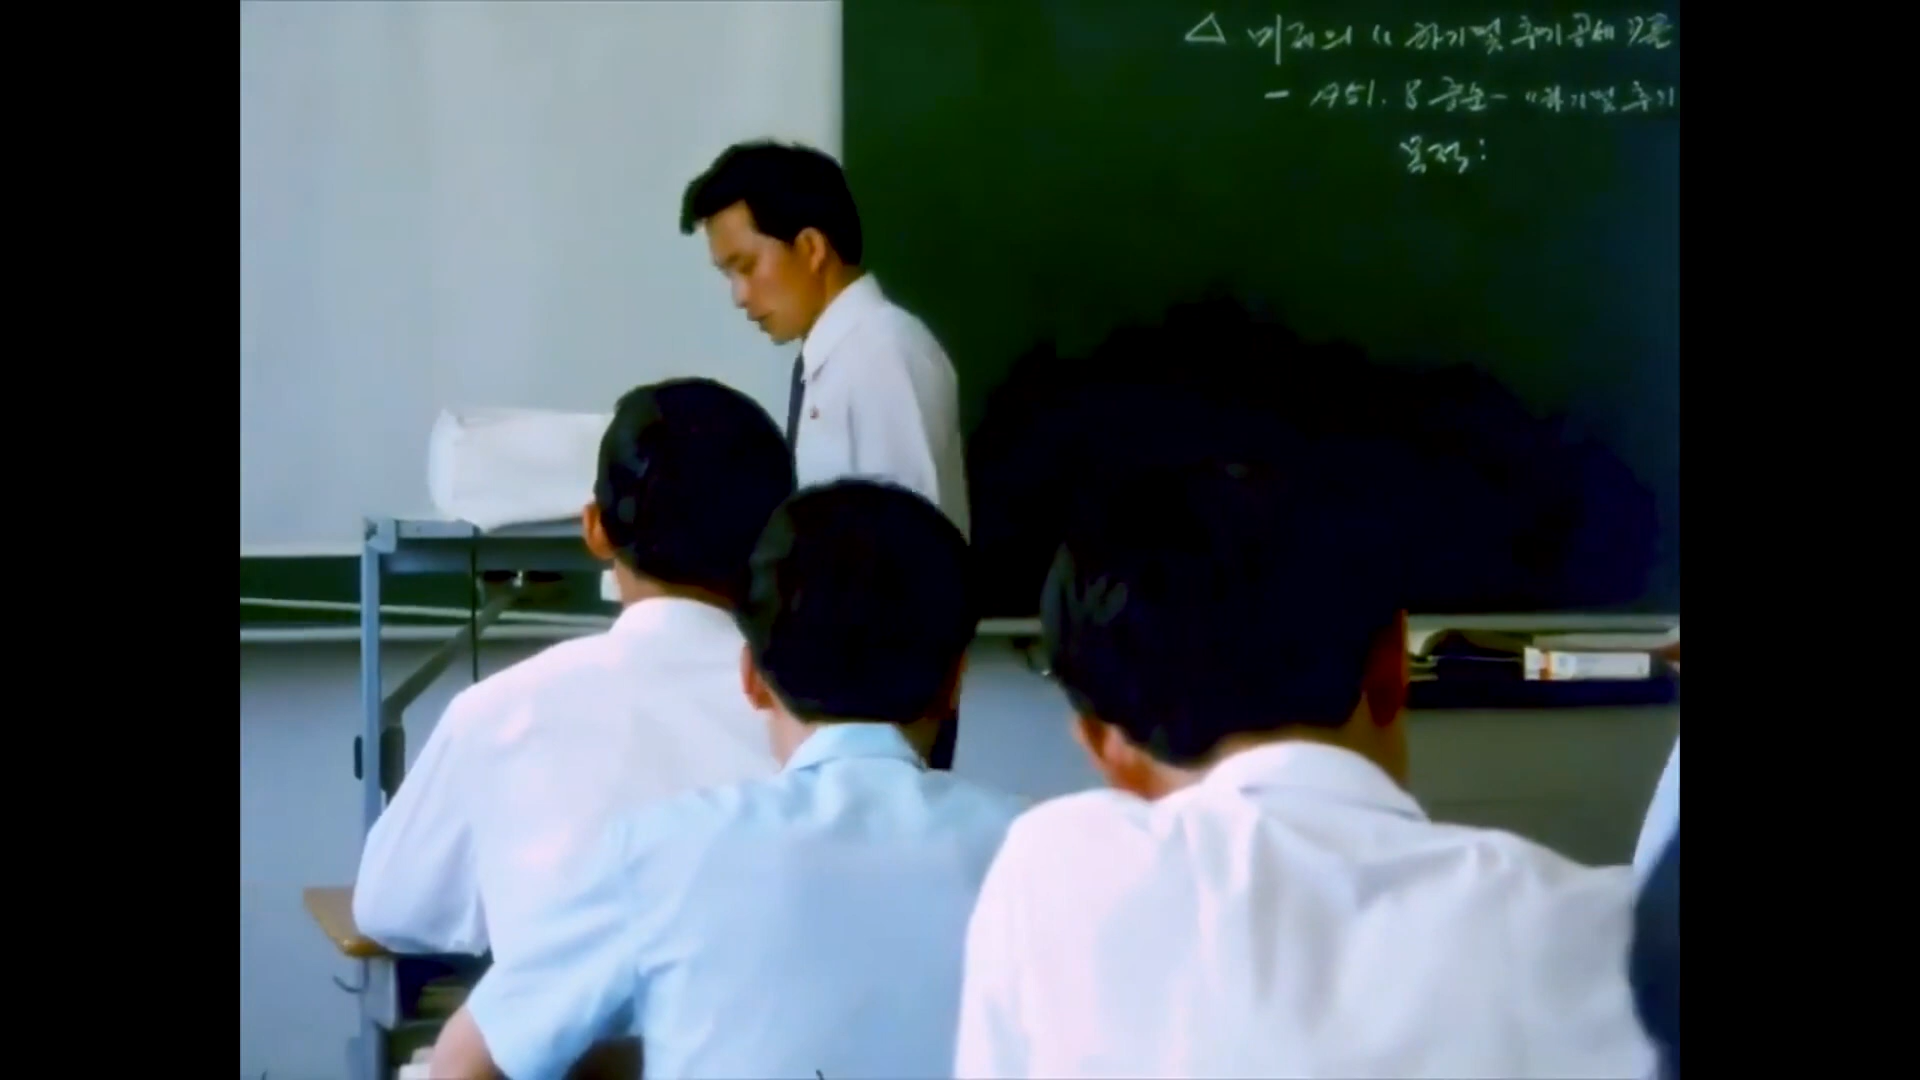 △ 미제의 "하기및 추기공세"
- 1951. 8 중순- "하기및 추기
목적: